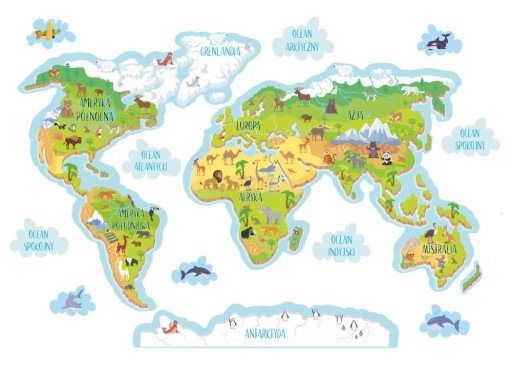 GRENLANDIA
OCEAN
ARKTYCZNY
AMERYKA
PÓŁNOCNA
EUROPA
AZJA
OCEAN
SPOKOJNY
OCEAN
ATLANTYCKI
AFRYKA
AMERYKA
POŁUDNIOWA
OCEAN
SPOKOJNY
OCEAN
INDYJSKI
AUSTRALIA
ANTARKTYDA